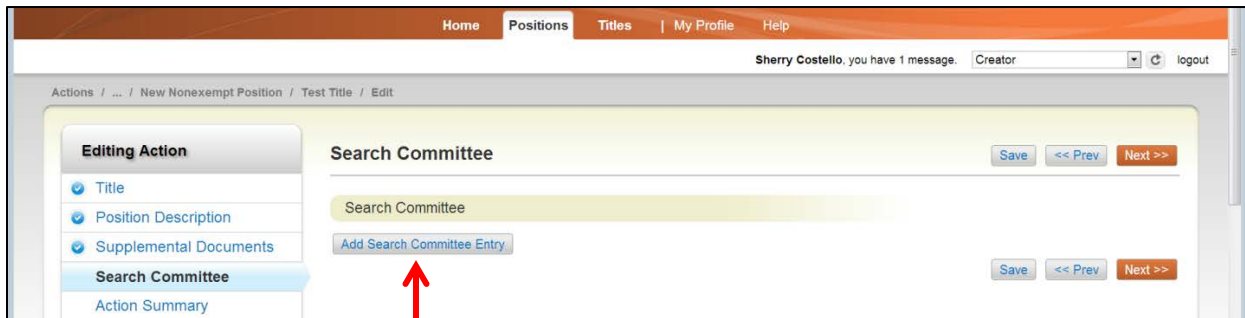 Home Positions Titles | My Profile Help
Sherry Costello, you have 1 message. Creator logout
Actions / ... / New Nonexempt Position / Test Title / Edit
Editing Action
Search Committee
Save << Prev Next >>
Title
Search Committee
Position Description
Supplemental Documents
Add Search Committee Entry
Search Committee
Save << Prev Next >>
Action Summary